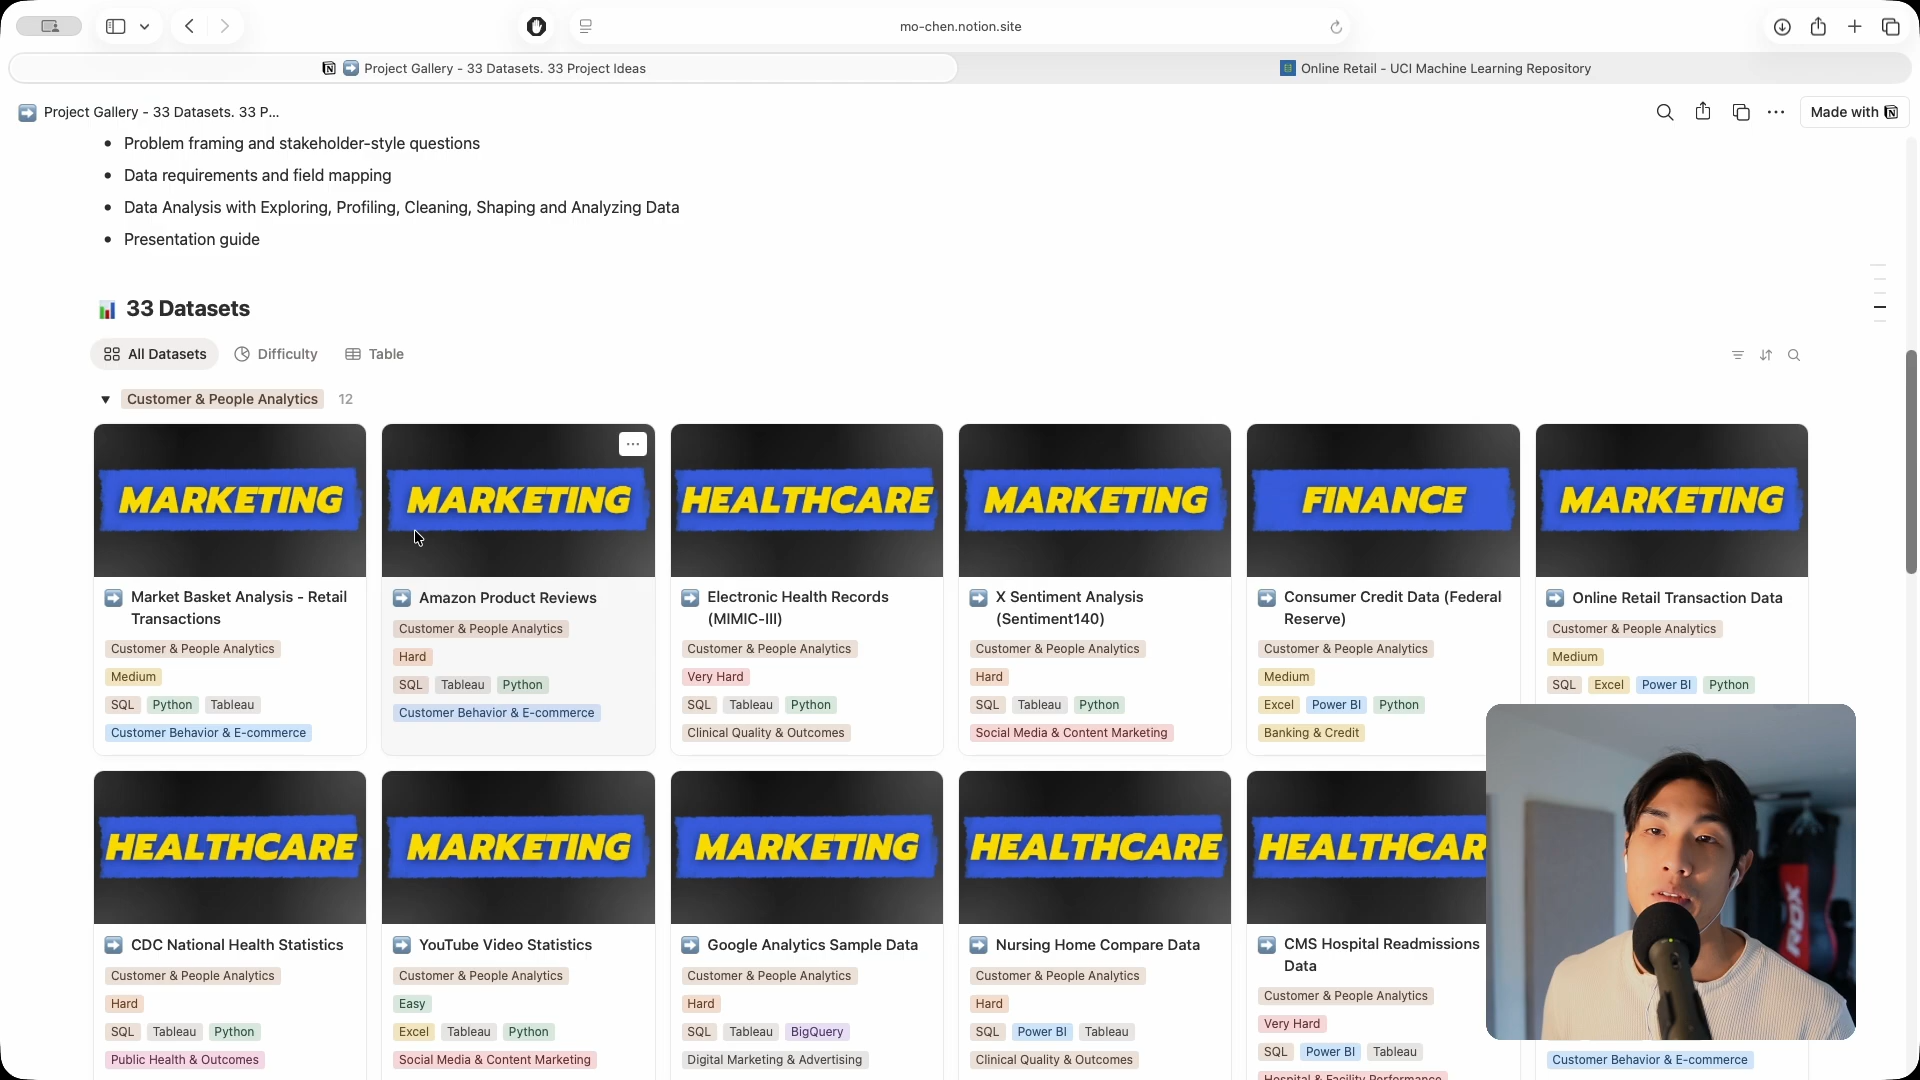 mo-chen.notion.site
Project Gallery - 33 Datasets. 33 Project Ideas
Online Retail - UCI Machine Learning Repository
Project Gallery - 33 Datasets. 33 P...
Made with
• Problem framing and stakeholder-style questions
• Data requirements and field mapping
• Data Analysis with Exploring, Profiling, Cleaning, Shaping and Analyzing Data
• Presentation guide
33 Datasets
All Datasets Difficulty Table
Customer & People Analytics 12
MARKETING
Market Basket Analysis - Retail
Transactions
Customer & People Analytics
Medium
SQL Python Tableau
Customer Behavior & E-commerce
MARKETING
Amazon Product Reviews
Customer & People Analytics
Hard
SQL Tableau Python
Customer Behavior & E-commerce
HEALTHCARE
Electronic Health Records
(MIMIC-III)
Customer & People Analytics
Very Hard
SQL Tableau Python
Clinical Quality & Outcomes
MARKETING
X Sentiment Analysis
(Sentiment140)
Customer & People Analytics
Hard
SQL Tableau Python
Social Media & Content Marketing
FINANCE
Consumer Credit Data (Federal
Reserve)
Customer & People Analytics
Medium
Excel Power BI Python
Banking & Credit
MARKETING
Online Retail Transaction Data
Customer & People Analytics
Medium
SQL Excel Power BI Python
HEALTHCARE
CDC National Health Statistics
Customer & People Analytics
Hard
SQL Tableau Python
Public Health & Outcomes
MARKETING
YouTube Video Statistics
Customer & People Analytics
Easy
Excel Tableau Python
Social Media & Content Marketing
MARKETING
Google Analytics Sample Data
Customer & People Analytics
Hard
SQL Tableau BigQuery
Digital Marketing & Advertising
HEALTHCARE
Nursing Home Compare Data
Customer & People Analytics
Hard
SQL Power BI Tableau
Clinical Quality & Outcomes
HEALTHCAR
CMS Hospital Readmissions
Data
Customer & People Analytics
Very Hard
SQL Power BI Tableau
Hospital & Facility Performance
Customer Behavior & E-commerce
RDX